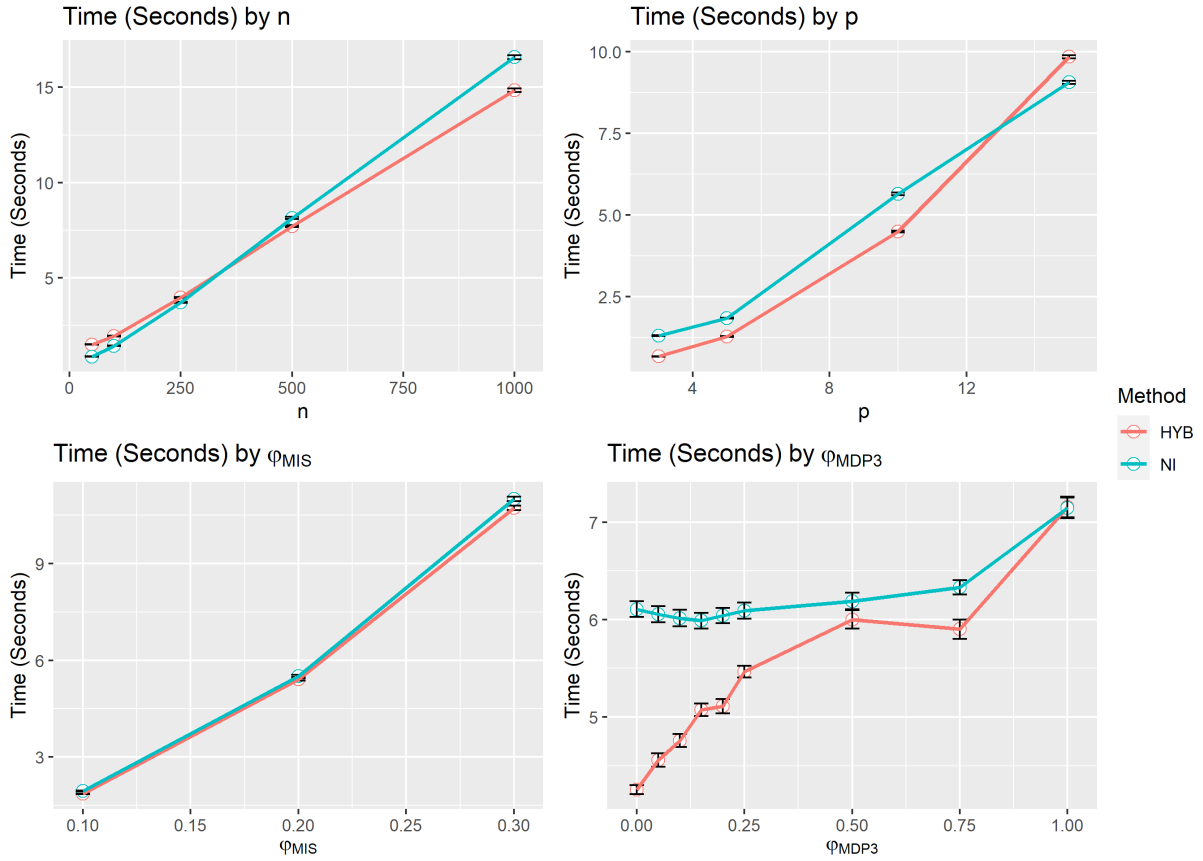 Time (Seconds) by n
Time (Seconds)
15
10
5
0
250
500
750
1000
n
Time (Seconds) by p
Time (Seconds)
10.0
7.5
5.0
2.5
4
8
12
p
Method
HYB
NI
Time (Seconds) by φMIS
Time (Seconds)
9
6
3
0.10
0.15
0.20
0.25
0.30
φMIS
Time (Seconds) by φMDP3
Time (Seconds)
7
6
5
0.00
0.25
0.50
0.75
1.00
φMDP3